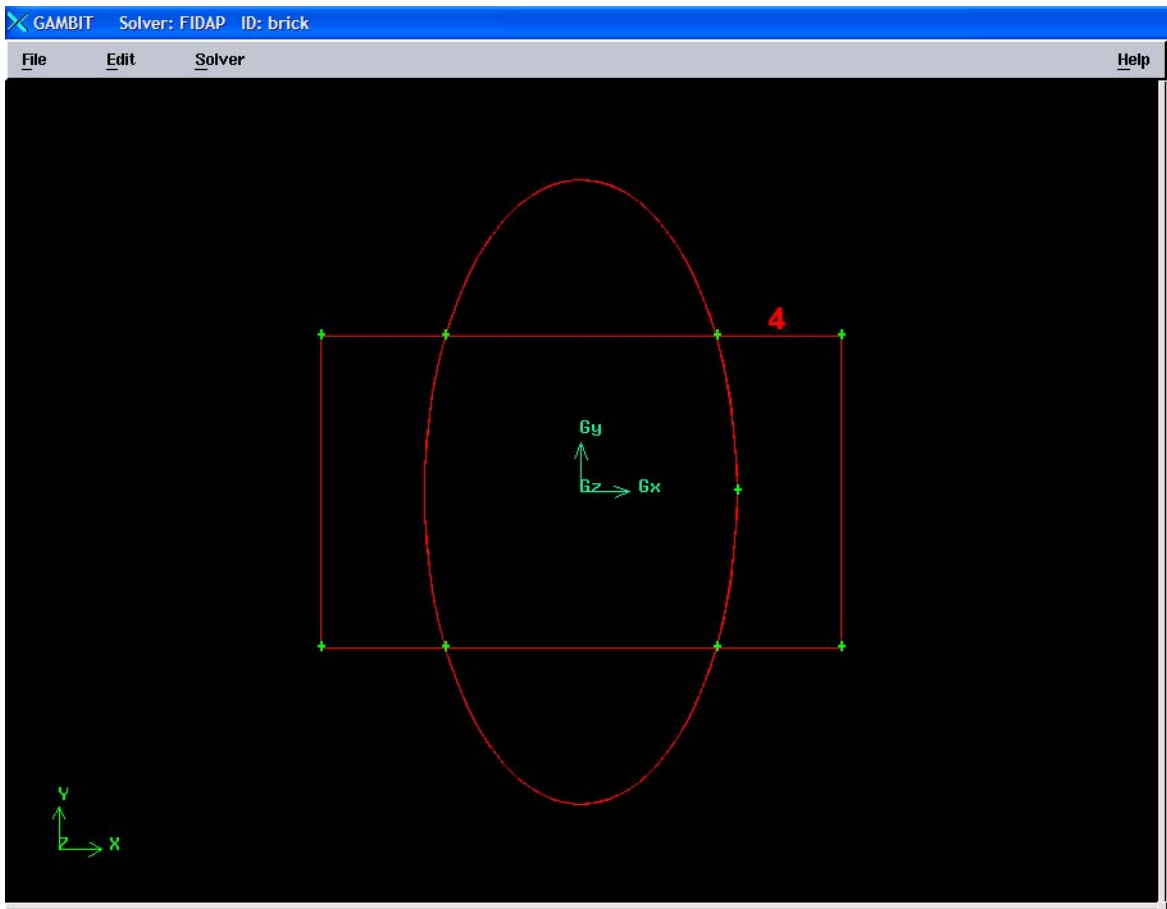 GAMBIT Solver: FIDAP ID: brick
File Edit Solver Help
4
Gy
Gz Gx
Y
Z X